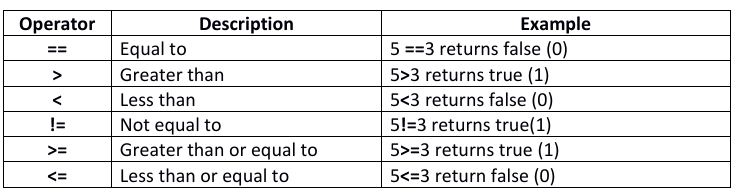 Operator Description Example
== Equal to 5 ==3 returns false (0)
> Greater than 5>3 returns true (1)
< Less than 5<3 returns false (0)
!= Not equal to 5!=3 returns true(1)
>= Greater than or equal to 5>=3 returns true (1)
<= Less than or equal to 5<=3 return false (0)